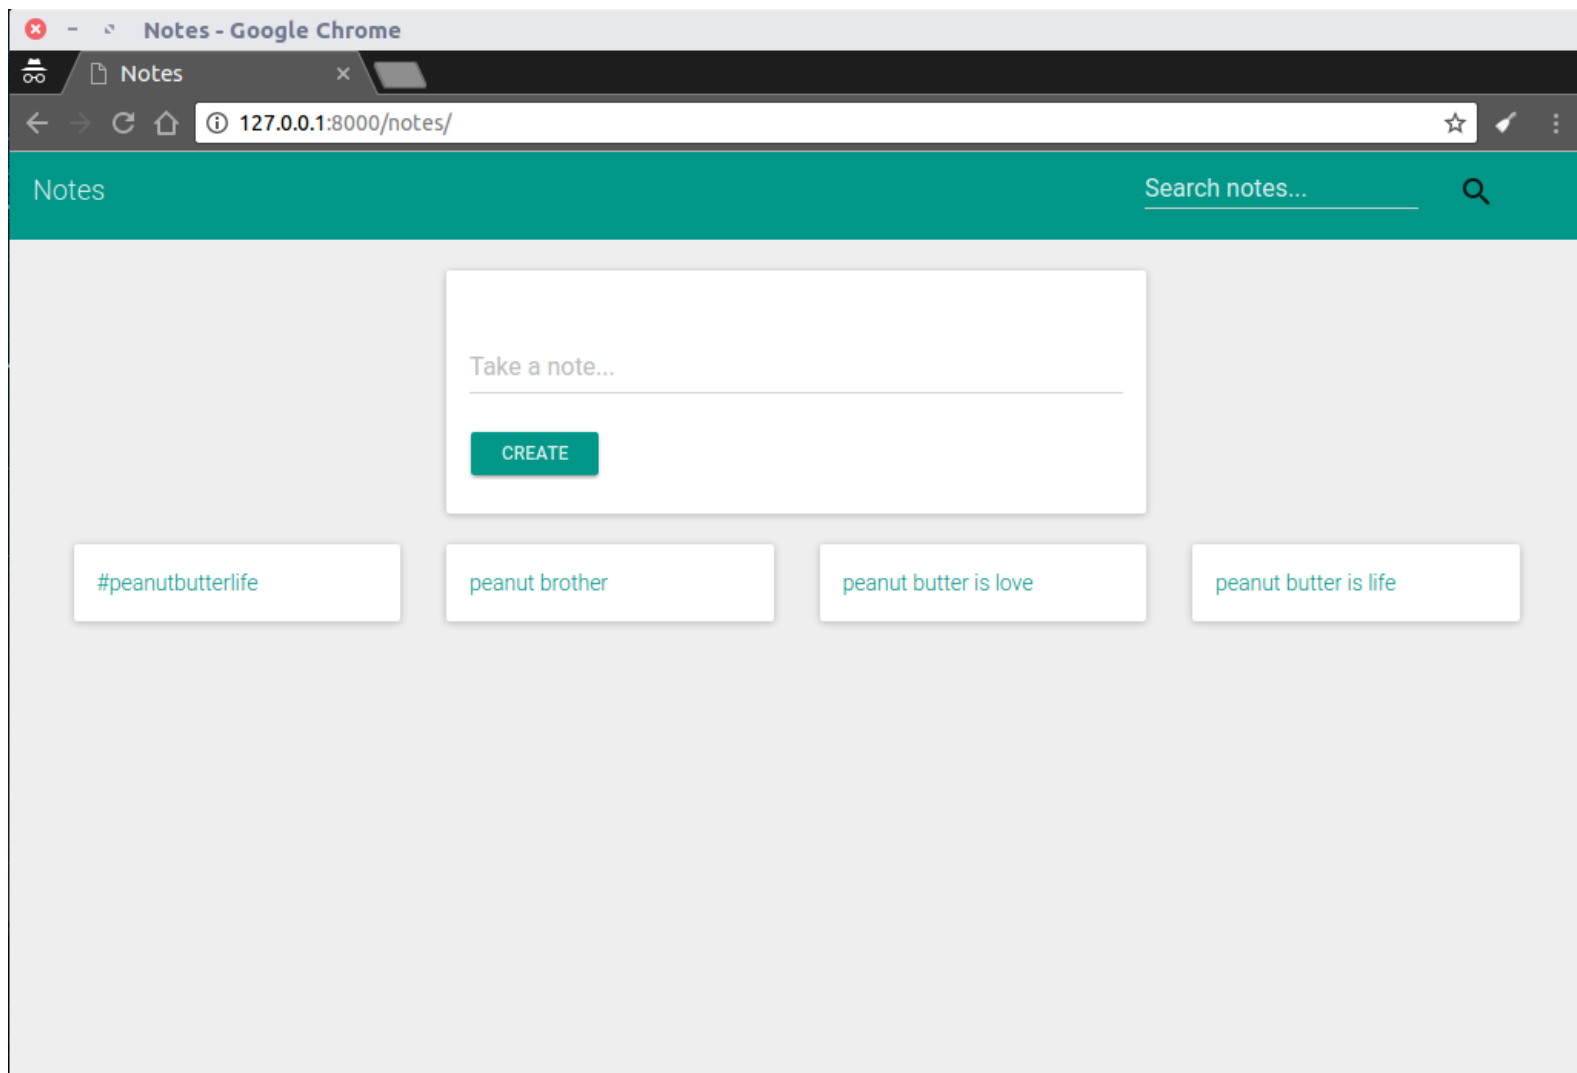 Notes - Google Chrome
Notes
127.0.0.1:8000/notes/
Notes
Search notes...
Take a note...
CREATE
#peanutbutterlife
peanut brother
peanut butter is love
peanut butter is life